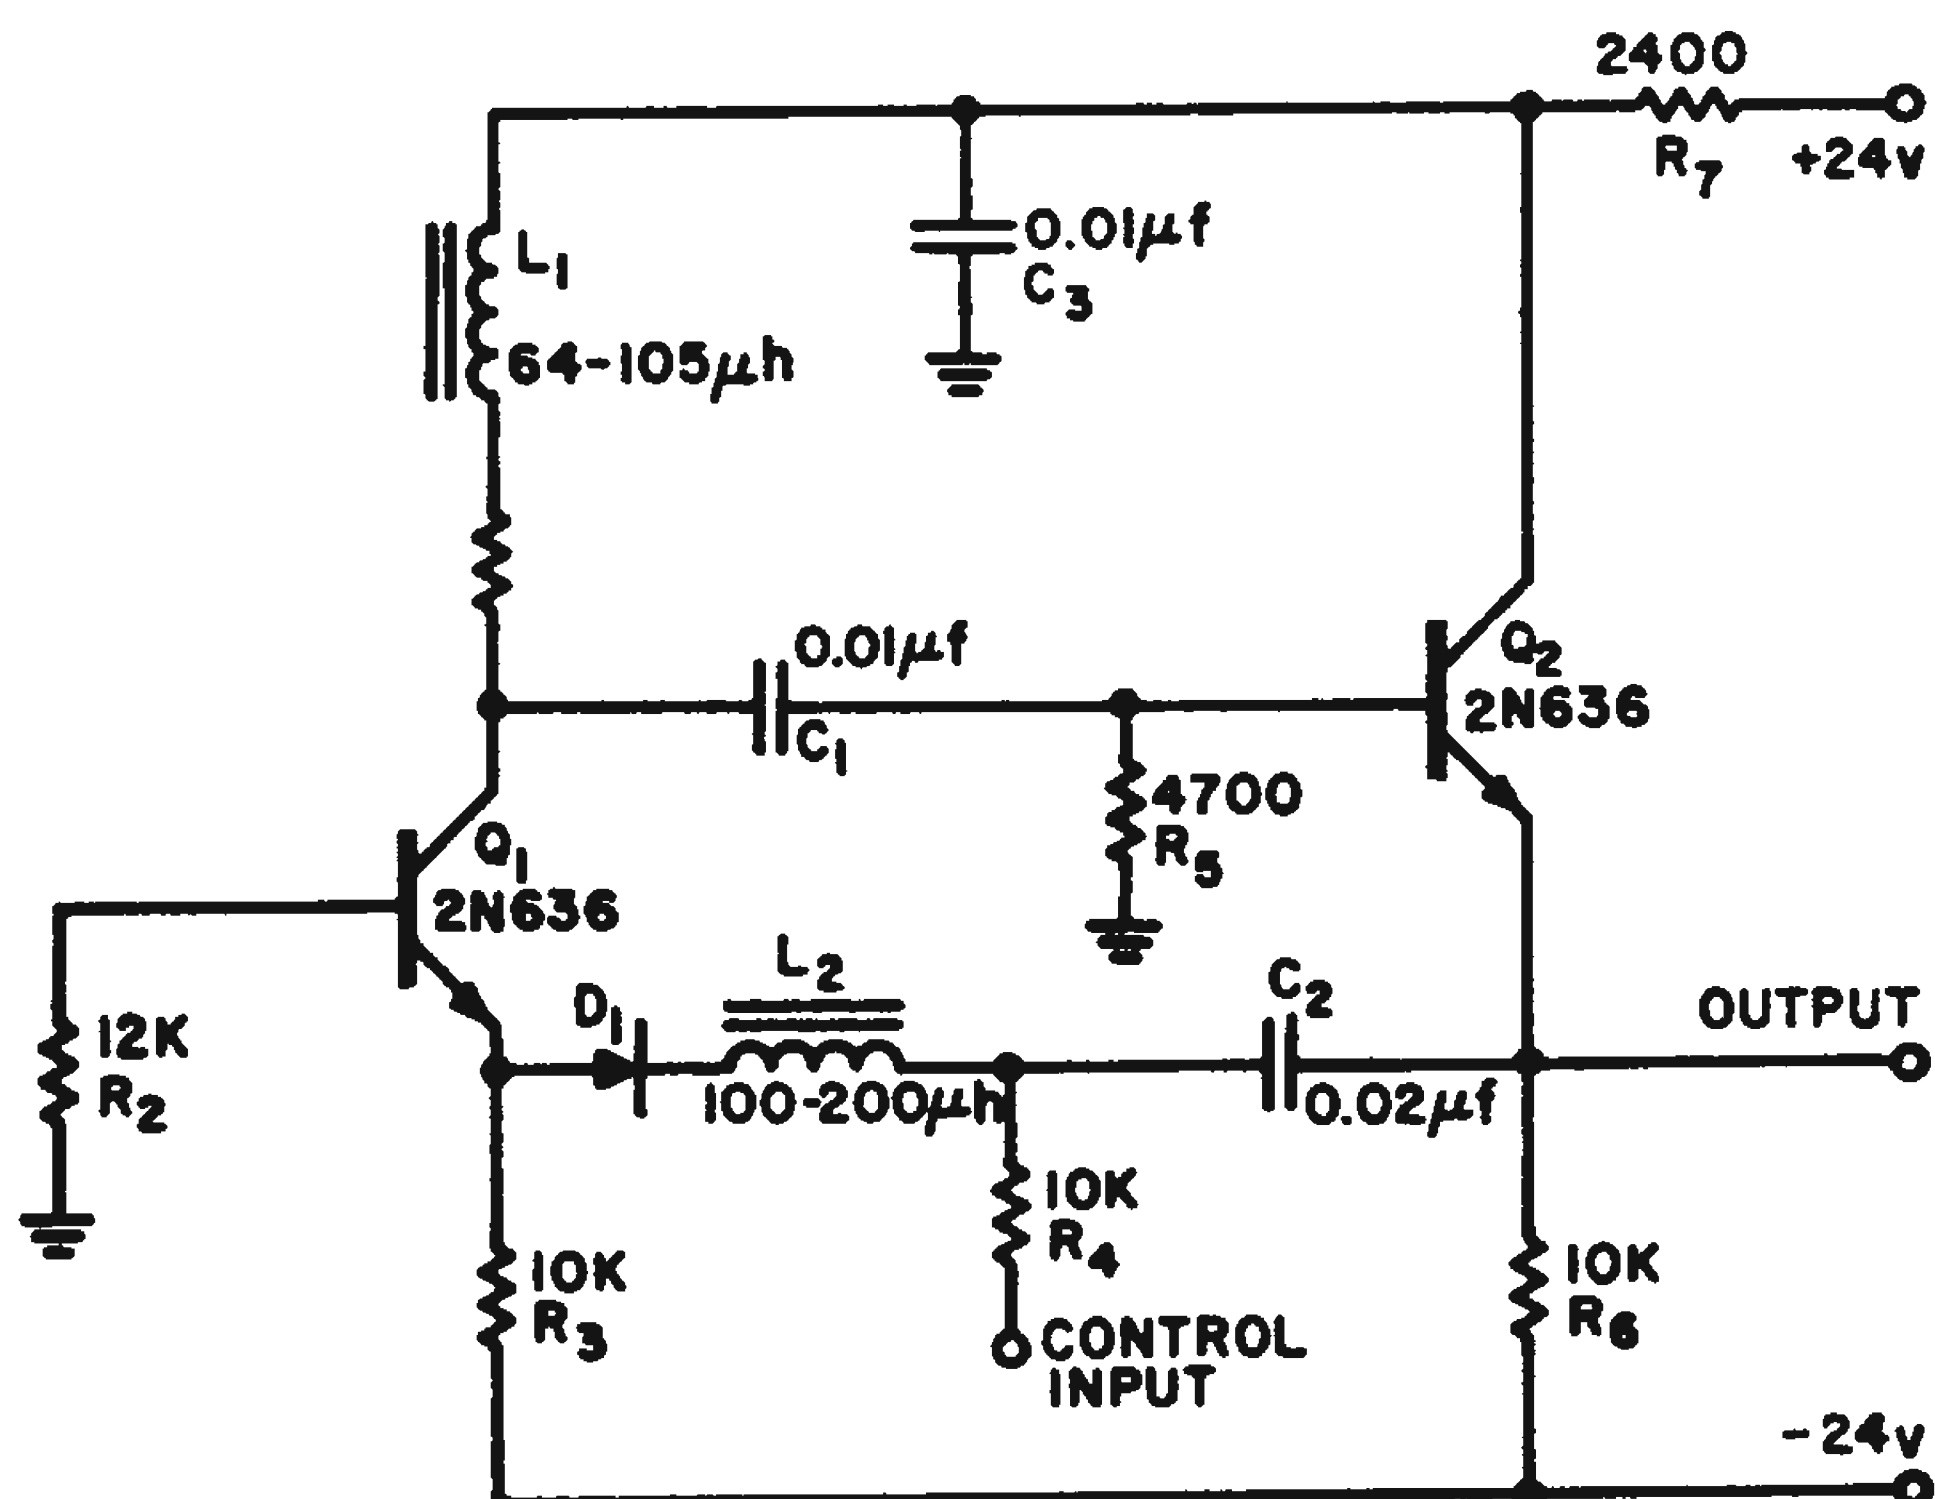 2400
R7
+24v
L1
64-105μh
0.01μf
C3
0.01μf
C1
Q2
2N636
4700
R5
Q1
2N636
12K
R2
D1
L2
100-200μh
C2
0.02μf
OUTPUT
10K
R4
10K
R3
CONTROL
INPUT
10K
R6
-24v